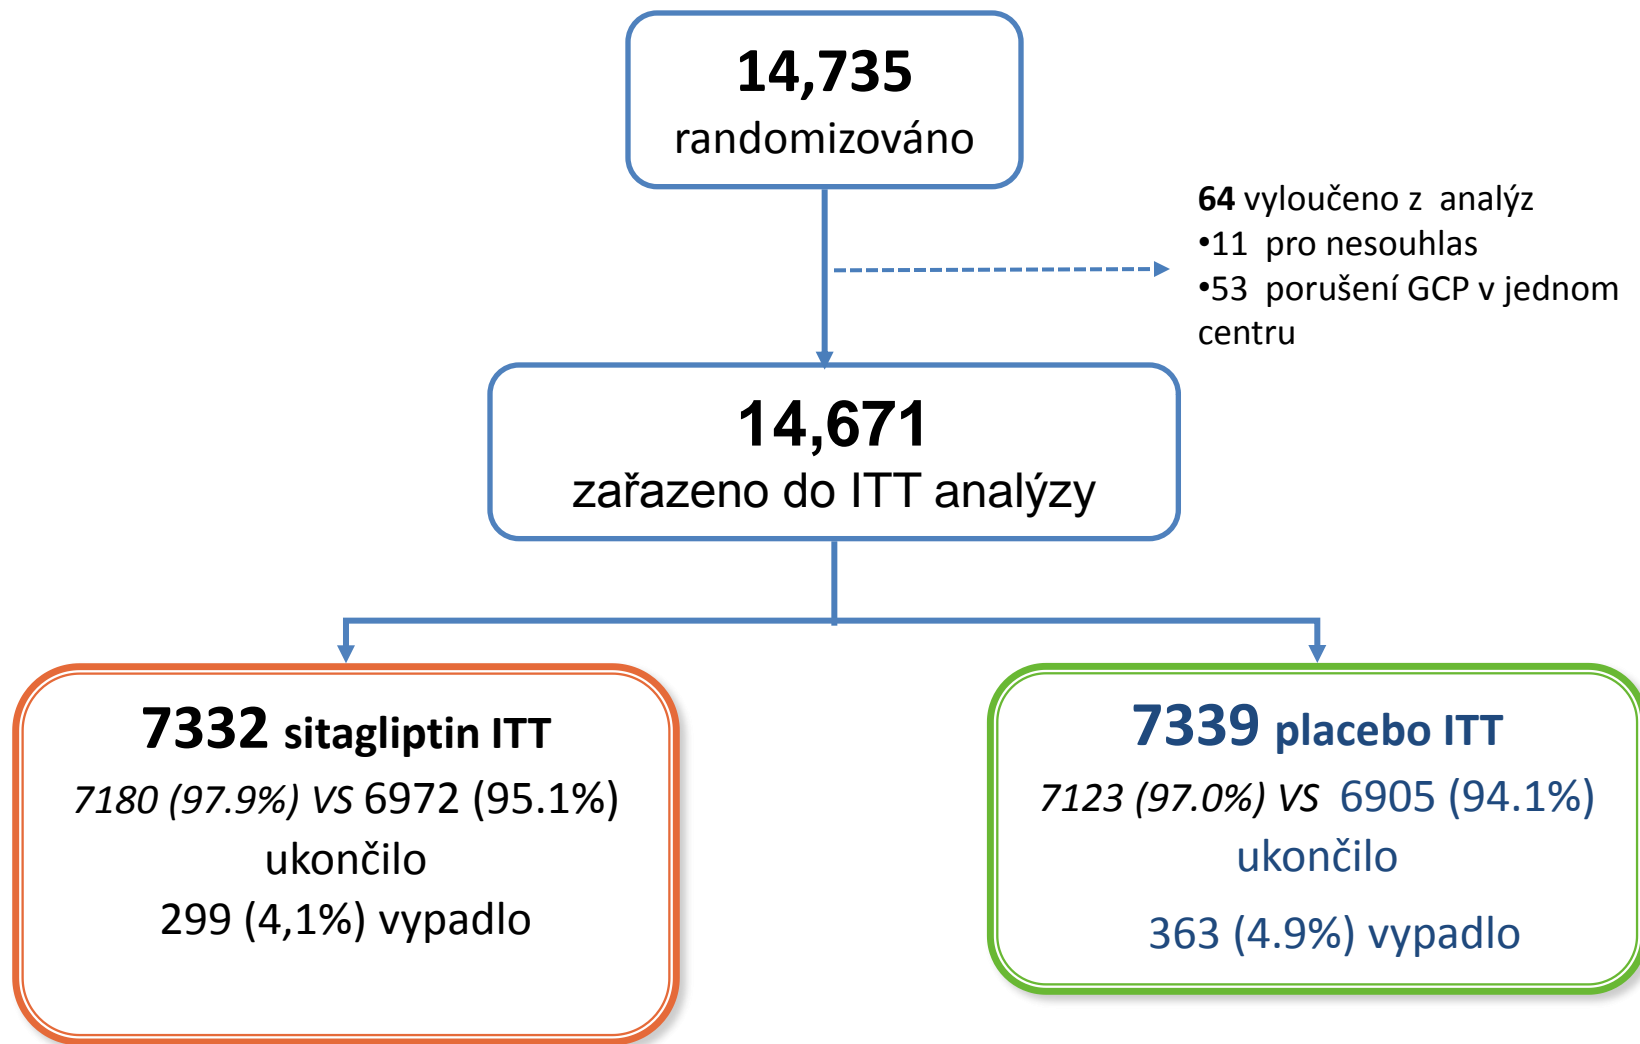 14,735
randomizováno
64 vyloučeno z  analýz
•11  pro nesouhlas
•53  porušení GCP v jednom
centru
14,671
zařazeno do ITT analýzy
7332 sitagliptin ITT
7180 (97.9%) VS 6972 (95.1%)
ukončilo
299 (4,1%) vypadlo
7339 placebo ITT
7123 (97.0%) VS  6905 (94.1%)
ukončilo
363 (4.9%) vypadlo